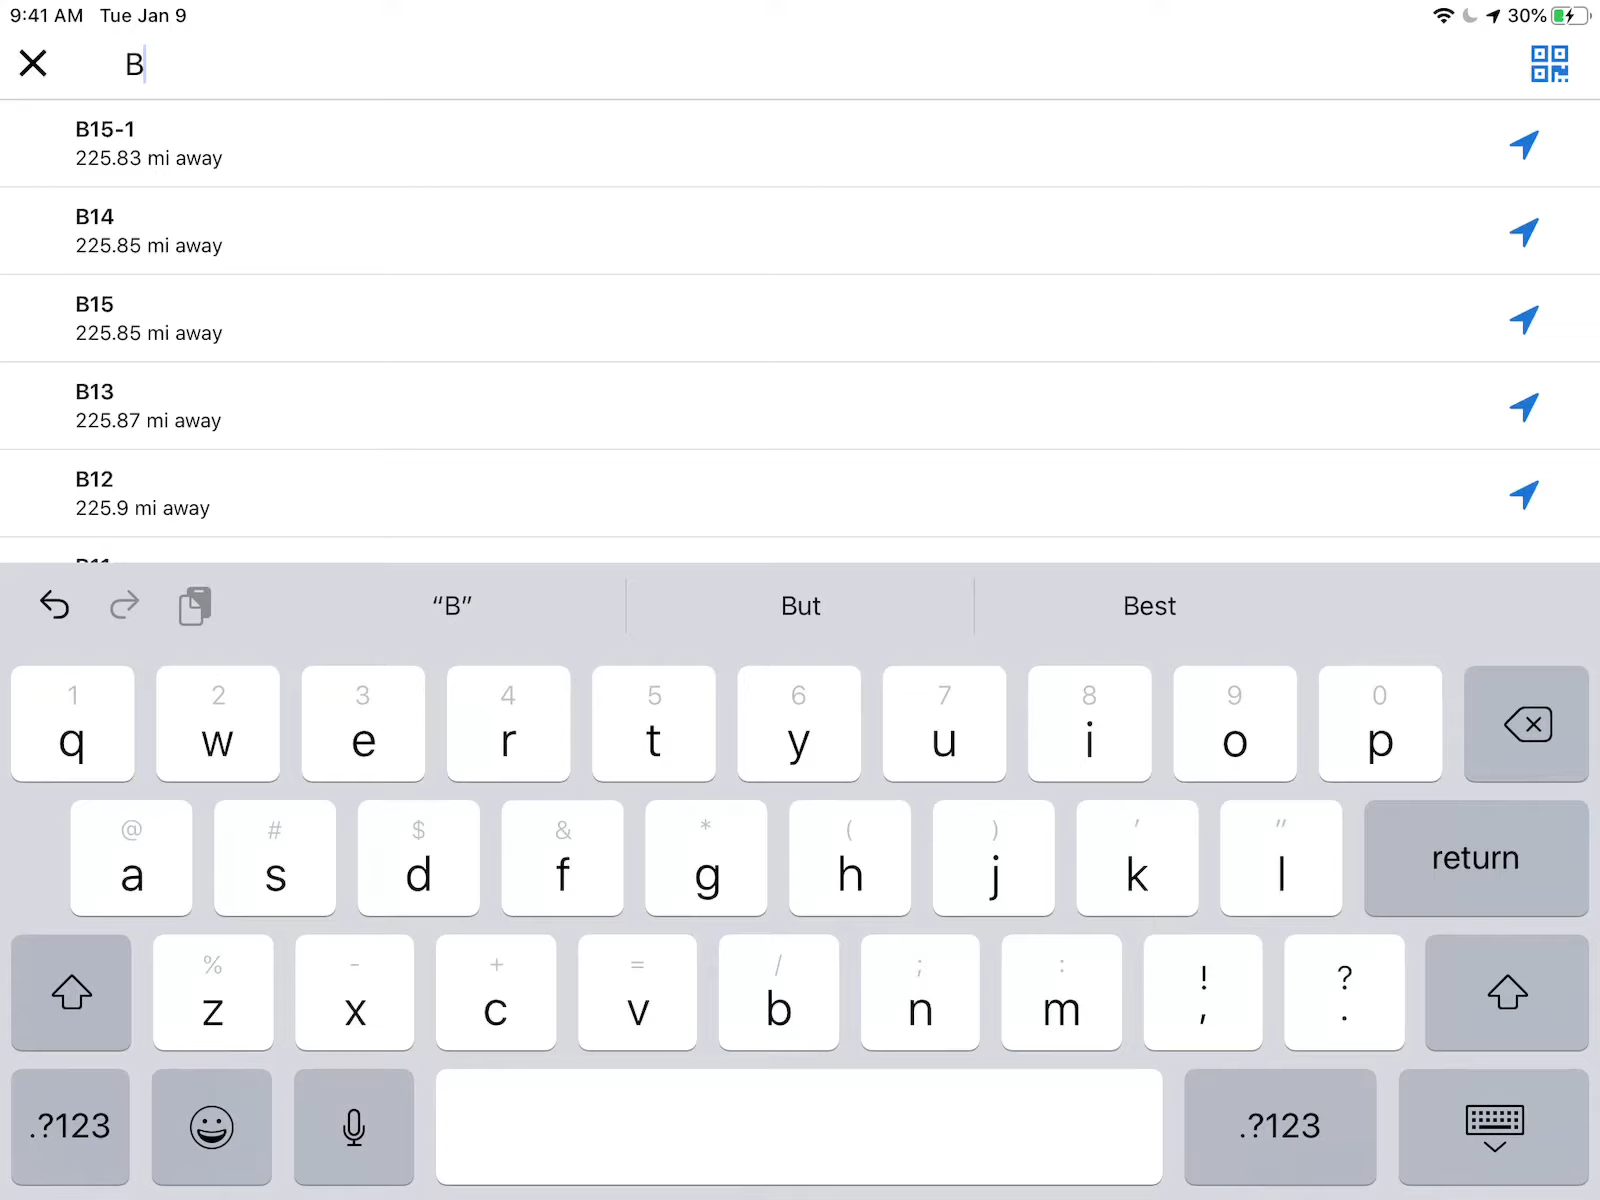 9:41 AM Tue Jan 9
30%
B
B15-1
225.83 mi away
B14
225.85 mi away
B15
225.85 mi away
B13
225.87 mi away
B12
225.9 mi away
“B” But Best
1 2 3 4 5 6 7 8 9 0
q w e r t y u i o p
@ # $ & * ( ) ' "
a s d f g h j k l return
% - + = / ; : ! ?
z x c v b n m , .
.?123 .?123